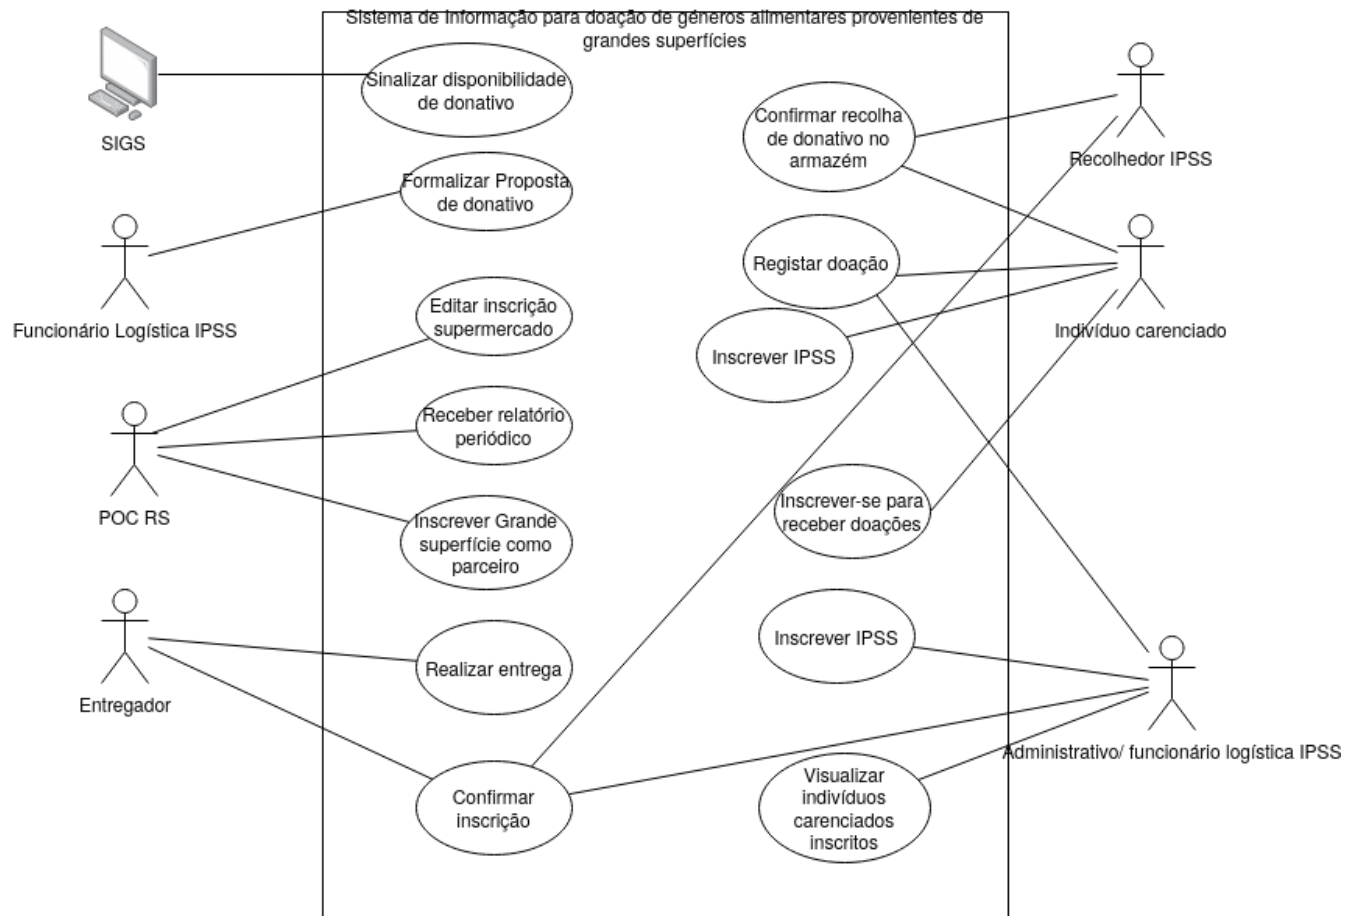 Sistema de Informação para doação de géneros alimentares provenientes de
grandes superfícies
SIGS
Sinalizar disponibilidade
de donativo
Formalizar Proposta
de donativo
Funcionário Logística IPSS
Editar inscrição
supermercado
Receber relatório
periódico
POC RS
Inscrever Grande
superfície como
parceiro
Realizar entrega
Entregador
Confirmar
inscrição
Confirmar recolha
de donativo no
armazém
Recolhedor IPSS
Registar doação
Indivíduo carenciado
Inscrever IPSS
Inscrever-se para
receber doações
Inscrever IPSS
Administrativo/ funcionário logística IPSS
Visualizar
indivíduos
carenciados
inscritos